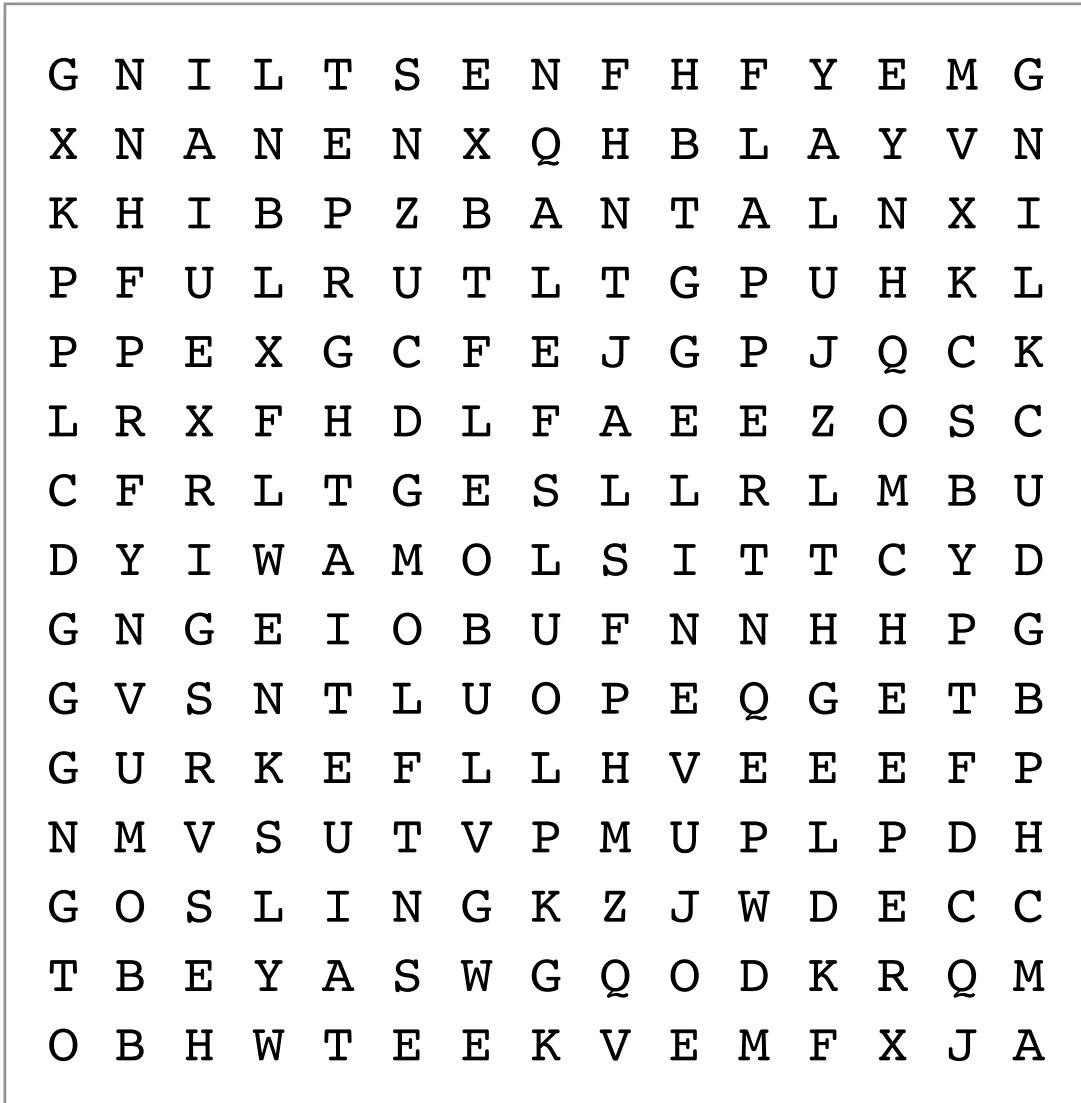 G N I L T S E N F H F Y E M G
X N A N E N X Q H B L A Y V N
K H I B P Z B A N T A L N X I
P F U L R U T L T G P U H K L
P P E X G C F E J G P J Q C K
L R X F H D L F A E E Z O S C
C F R L T G E S L L R L M B U
D Y I W A M O L S I T T C Y D
G N G E I O B U F N N H H P G
G V S N T L U O P E Q G E T B
G U R K E F L L H V E E E F P
N M V S U T V P M U P L P D H
G O S L I N G K Z J W D E C C
T B E Y A S W G Q O D K R Q M
O B H W T E E K V E M F X J A